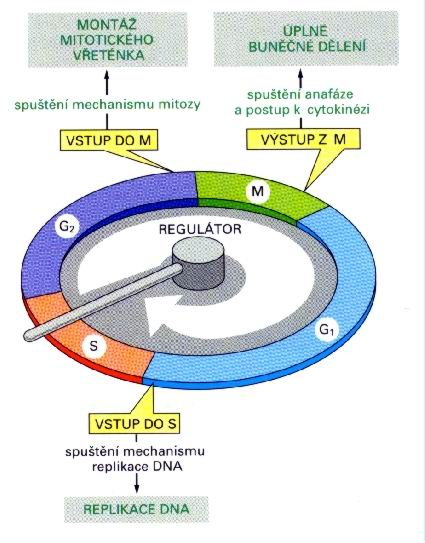 MONTÁŽ
MITOTICKÉHO
VŘETÉNKA
ÚPLNÉ
BUNĚČNÉ DĚLENÍ
spuštění mechanismu mitozy
spuštění anafáze
a postup k cytokinézi
VSTUP DO M
VÝSTUP Z M
M
G₂
REGULÁTOR
G₁
S
VSTUP DO S
spuštění mechanismu
replikace DNA
REPLIKACE DNA